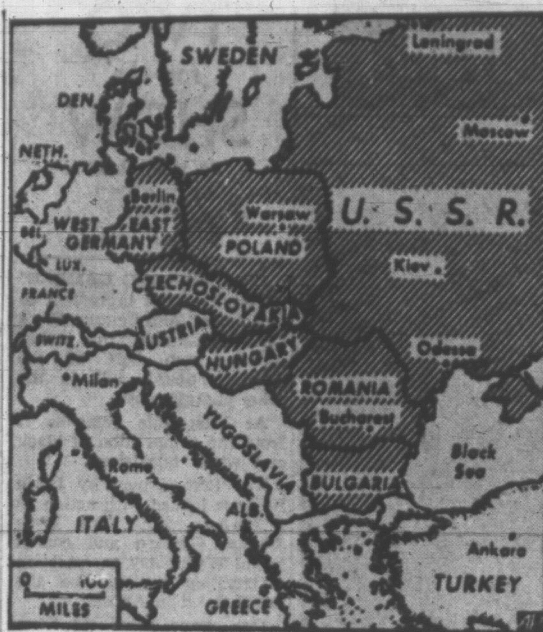 Leningrad
SWEDEN
DEN.
Moscow
NETH.
Berlin
U. S. S. R.
Warsaw
BEL.
WEST
GERMANY
EAST
POLAND
LUX.
Kiev
CZECHOSLOVAKIA
FRANCE
AUSTRIA
SWITZ.
HUNGARY
Odessa
Milan
ROMANIA
YUGOSLAVIA
Bucharest
Black
Sea
Rome
BULGARIA
ALB.
ITALY
Ankara
0 100
MILES
TURKEY
GREECE